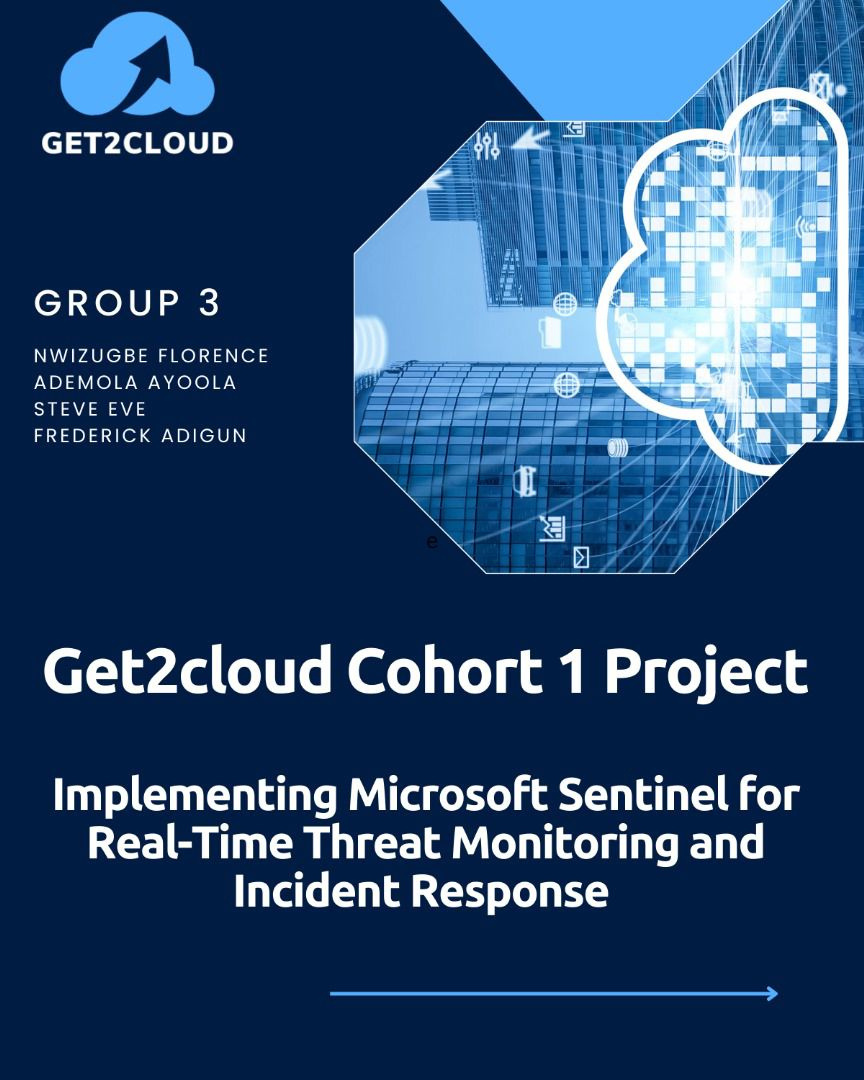 GET2CLOUD
GROUP 3
NWIZUGBE FLORENCE
ADEMOLA AYOOLA
STEVE EVE
FREDERICK ADIGUN
e
Get2cloud Cohort 1 Project
Implementing Microsoft Sentinel for
Real-Time Threat Monitoring and
Incident Response